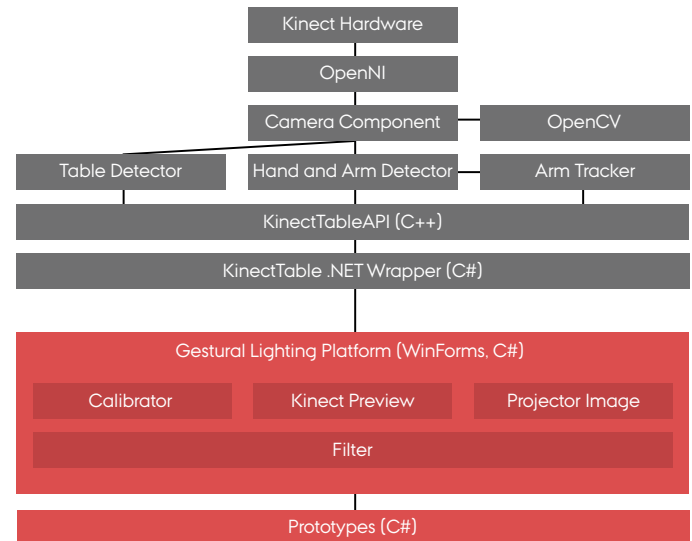 Kinect Hardware
OpenNI
Camera Component
OpenCV
Table Detector
Hand and Arm Detector
Arm Tracker
KinectTableAPI (C++)
KinectTable .NET Wrapper (C#)
Gestural Lighting Platform (WinForms, C#)
Calibrator
Kinect Preview
Projector Image
Filter
Prototypes (C#)